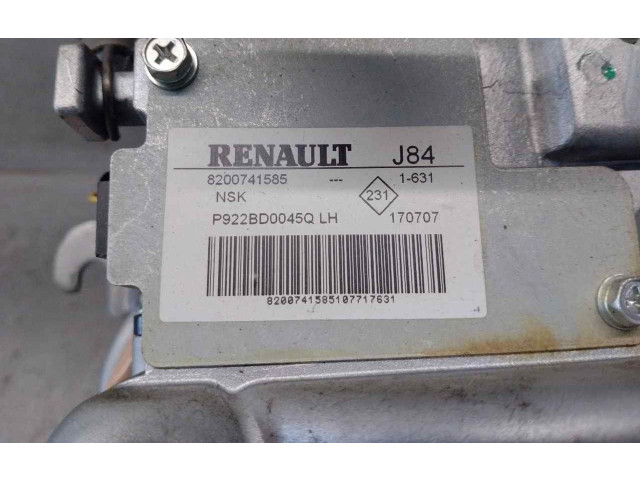 RENAULT J84
8200741585 --- 1-631
NSK 231
P922BD0045Q LH 170707
8200741585107717631